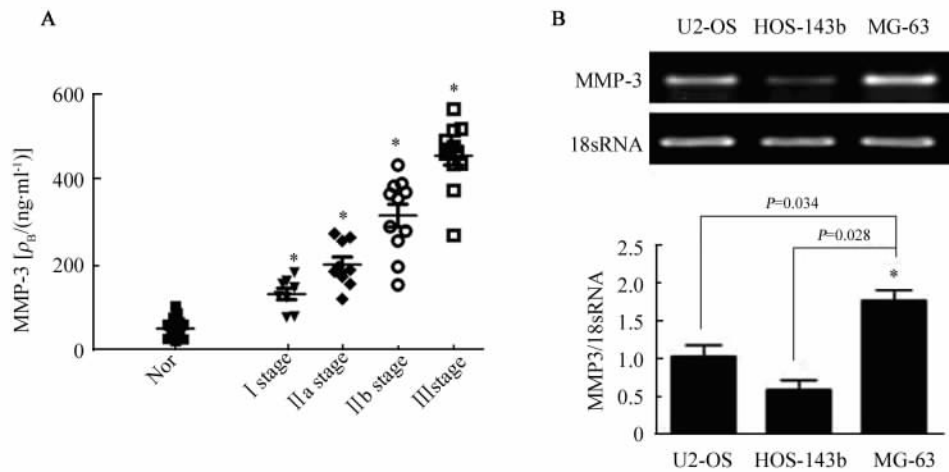 A
MMP-3 [ρB/(ng·ml-1)]
600
400
200
0
*
*
*
*
Nor
I stage
IIa stage
IIb stage
IIIstage
B
U2-OS HOS-143b MG-63
MMP-3
18sRNA
P=0.034
P=0.028
*
MMP3/18sRNA
2.5
2.0
1.5
1.0
0.5
0
U2-OS HOS-143b MG-63